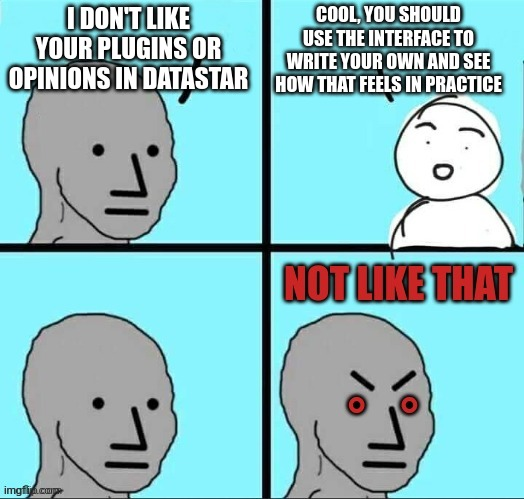 I DON'T LIKE
YOUR PLUGINS OR
OPINIONS IN DATASTAR
COOL, YOU SHOULD
USE THE INTERFACE TO
WRITE YOUR OWN AND SEE
HOW THAT FEELS IN PRACTICE
NOT LIKE THAT
imgflip.com